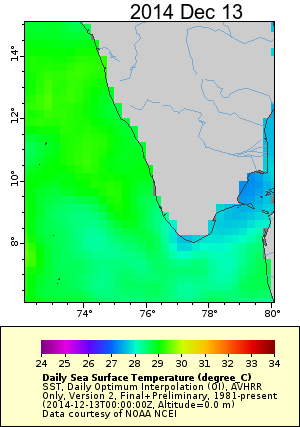 2014 Dec 13
14°
12°
10°
8°
74° 76° 78° 80°
24 25 26 27 28 29 30 31 32 33 34
Daily Sea Surface Temperature (degree_C)
SST, Daily Optimum Interpolation (OI), AVHRR
Only, Version 2, Final+Preliminary, 1981-present
(2014-12-13T00:00:00Z, Altitude=0.0 m)
Data courtesy of NOAA NCEI